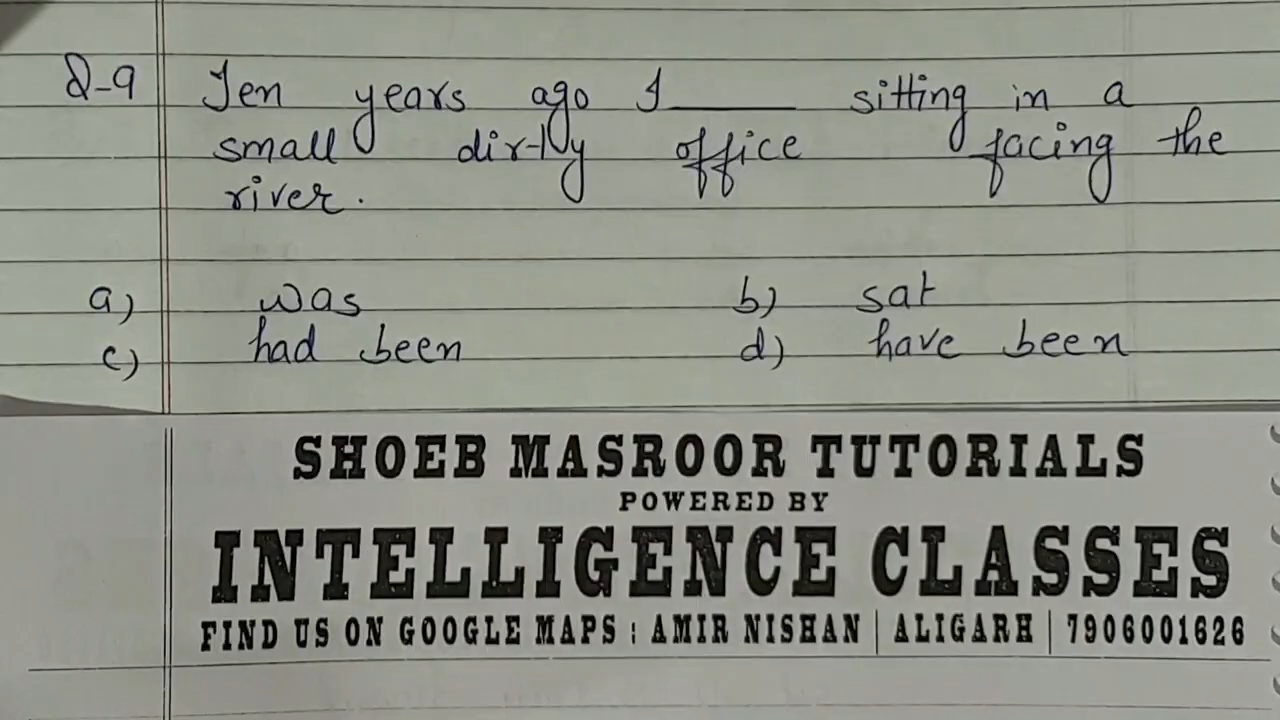 Q-9 Ten years ago I ______ sitting in a
small dirty office facing the
river.
a) was b) sat
c) had been d) have been
SHOEB MASROOR TUTORIALS
POWERED BY
INTELLIGENCE CLASSES
FIND US ON GOOGLE MAPS : AMIR NISHAN | ALIGARH | 7906001626